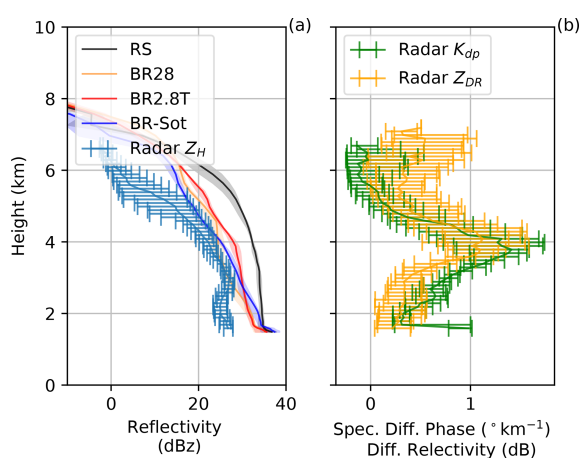 (a)
(b)
10
8
6
4
2
0
Height (km)
RS
BR28
BR2.8T
BR-Sot
Radar Z_H
Radar K_dp
Radar Z_DR
0
20
40
0
1
Reflectivity
(dBz)
Spec. Diff. Phase (°km⁻¹)
Diff. Relectivity (dB)